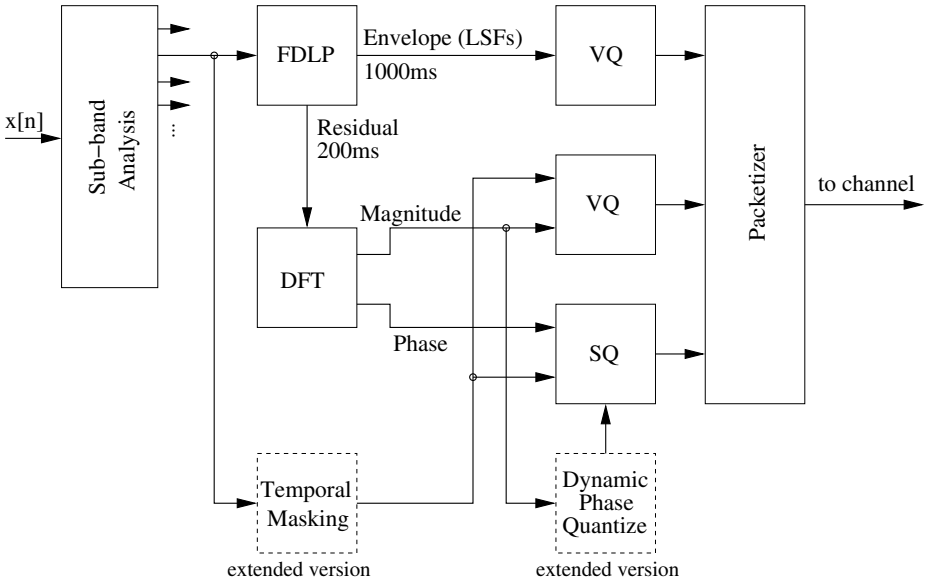 x[n]
Sub-band
Analysis
...
FDLP
Envelope (LSFs)
1000ms
VQ
Residual
200ms
Magnitude
VQ
DFT
Phase
SQ
Packetizer
to channel
Temporal
Masking
extended version
Dynamic
Phase
Quantize
extended version